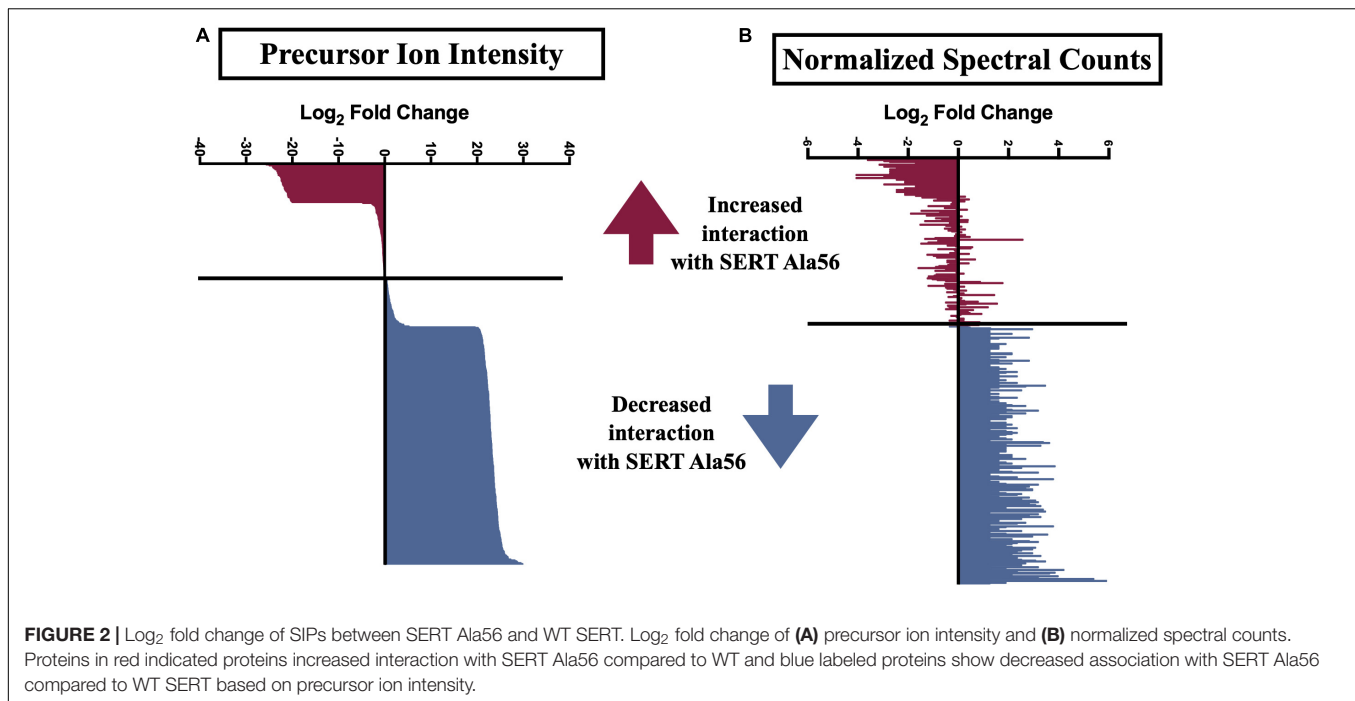 A
Precursor Ion Intensity
Log₂ Fold Change
-40
-30
-20
-10
0
10
20
30
40
B
Normalized Spectral Counts
Log₂ Fold Change
-6
-4
-2
0
2
4
6
Increased
interaction
with SERT Ala56
Decreased
interaction
with SERT Ala56
FIGURE 2 | Log₂ fold change of SIPs between SERT Ala56 and WT SERT. Log₂ fold change of (A) precursor ion intensity and (B) normalized spectral counts.
Proteins in red indicated proteins increased interaction with SERT Ala56 compared to WT and blue labeled proteins show decreased association with SERT Ala56
compared to WT SERT based on precursor ion intensity.